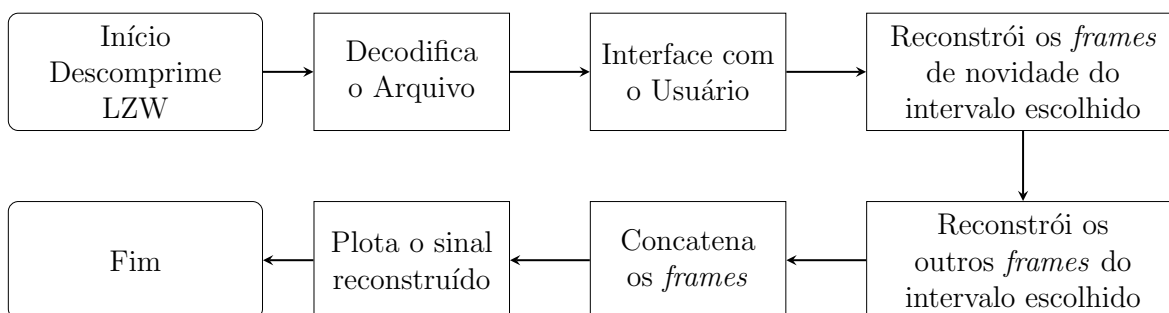 Início
Descomprime
LZW
Decodifica
o Arquivo
Interface com
o Usuário
Reconstrói os frames
de novidade do
intervalo escolhido
Reconstrói os
outros frames do
intervalo escolhido
Concatena
os frames
Plota o sinal
reconstruído
Fim